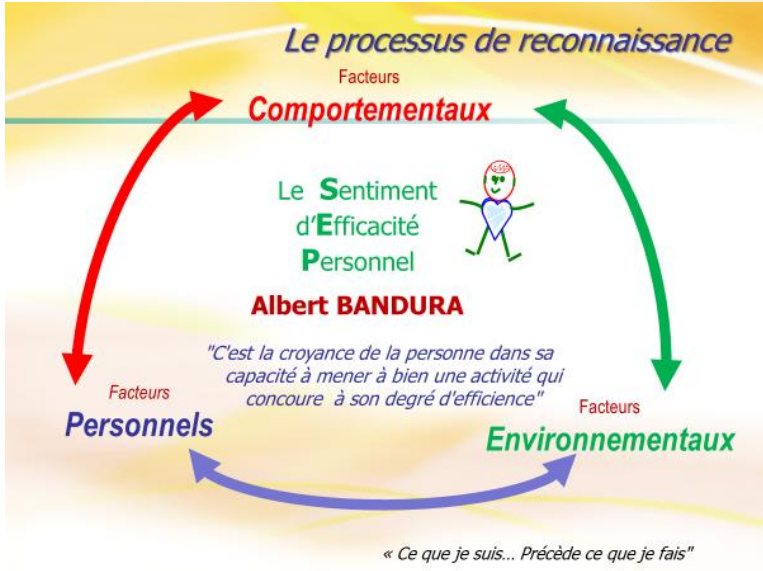 Le processus de reconnaissance
Facteurs
Comportementaux
Le Sentiment
d'Efficacité
Personnel
Albert BANDURA
"C'est la croyance de la personne dans sa
capacité à mener à bien une activité qui
concoure à son degré d'efficience"
Facteurs
Personnels
Facteurs
Environnementaux
« Ce que je suis... Précède ce que je fais"